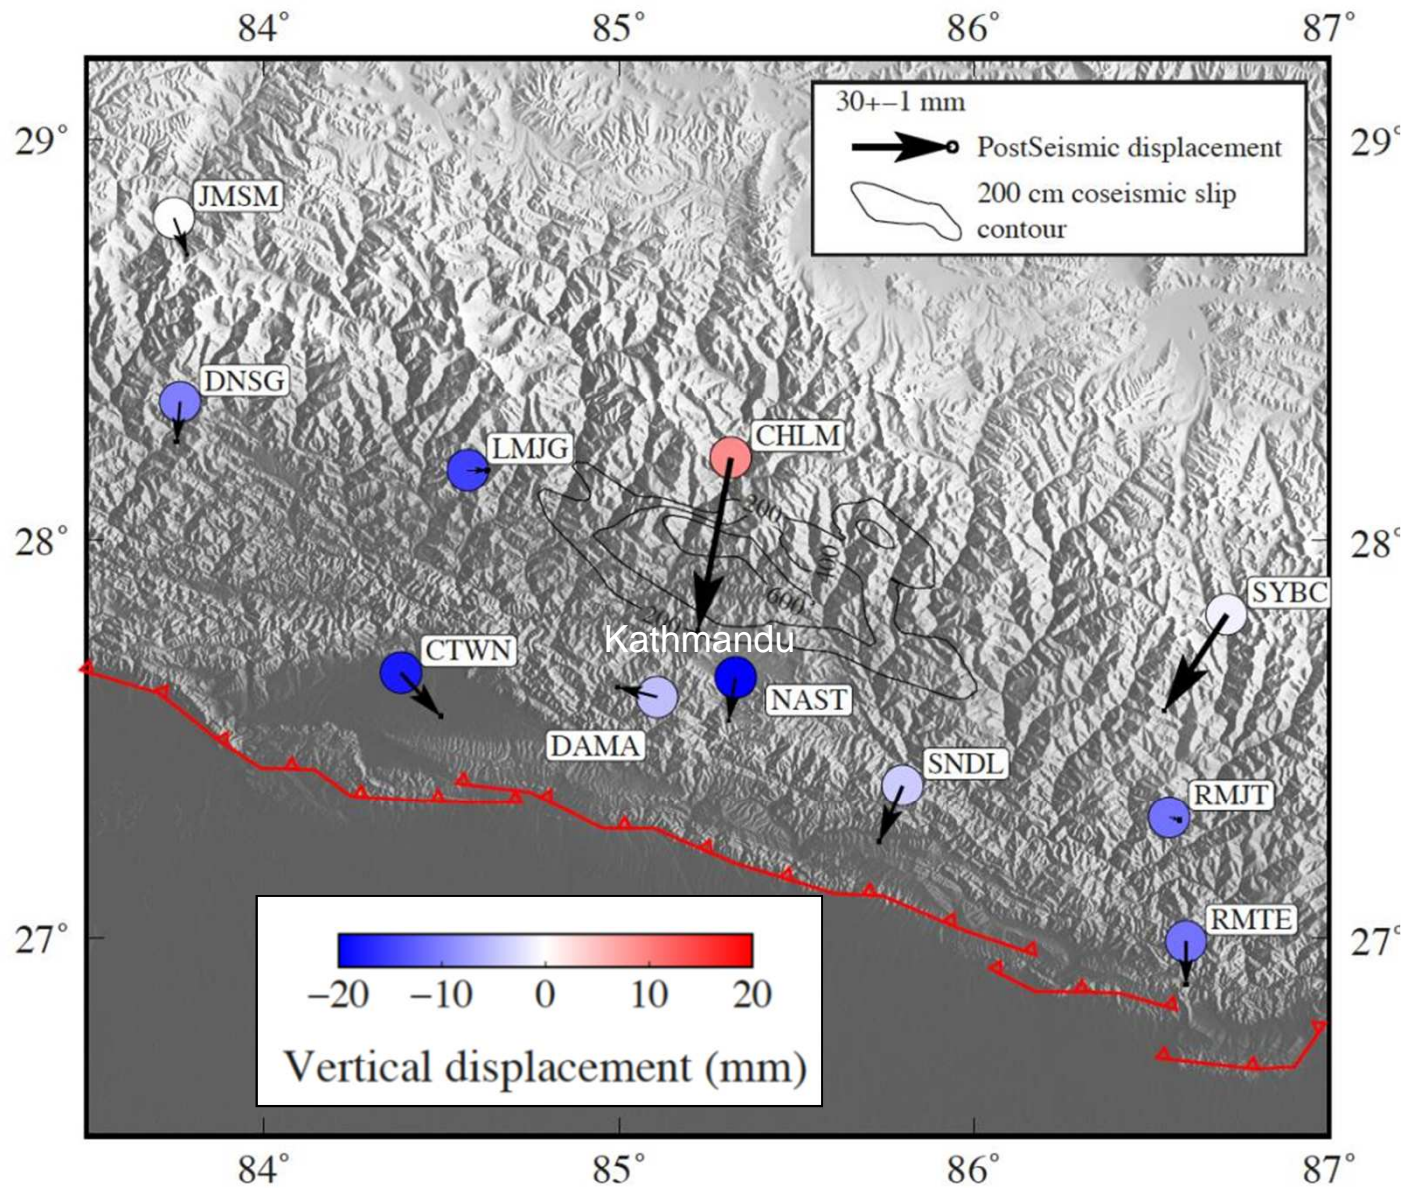 84° 85° 86° 87°
30+−1 mm
PostSeismic displacement
200 cm coseismic slip
contour
29° 29°
JMSM
DNSG
CHLM
LMJG
200
28° 28°
400
600
200
SYBC
Kathmandu
CTWN
NAST
DAMA
SNDL
RMJT
RMTE
27° 27°
−20 −10 0 10 20
Vertical displacement (mm)
84° 85° 86° 87°